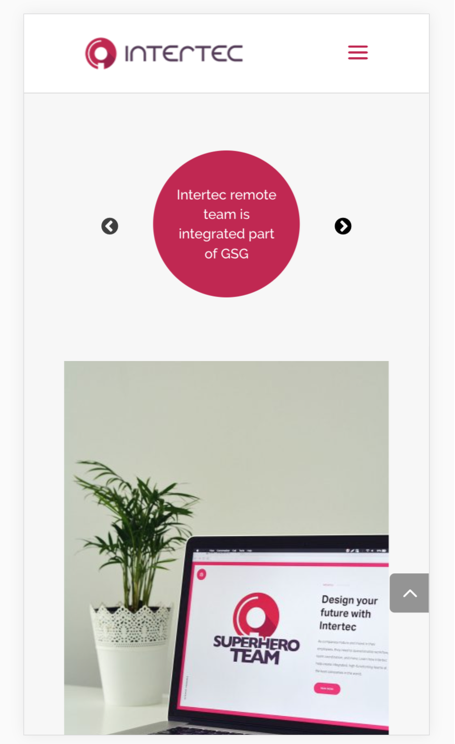 INTERTEC
Intertec remote
team is
integrated part
of GSG
Design your
future with
Intertec
SUPERHERO
TEAM